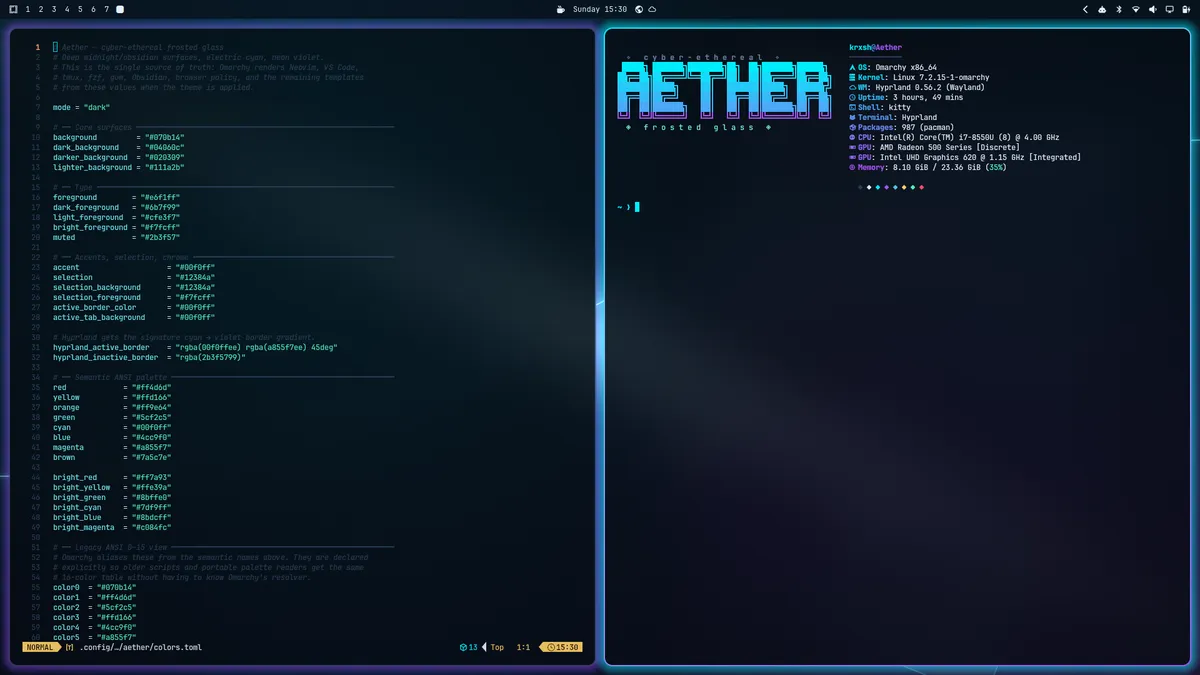 1 2 3 4 5 6 7
Sunday 15:30
1 # Aether — cyber-ethereal frosted glass
2 # Deep midnight/obsidian surfaces, electric cyan, neon violet.
3 # This is the single source of truth: Omarchy renders Neovim, VS Code,
4 # tmux, fzf, gum, Obsidian, browser policy, and the remaining templates
5 # from these values when the theme is applied.
6
7 mode = "dark"
8
9 # — Core surfaces
10 background = "#070b14"
11 dark_background = "#04060c"
12 darker_background = "#020309"
13 lighter_background = "#111a2b"
14
15 # — Type
16 foreground = "#e6f1ff"
17 dark_foreground = "#6b7f99"
18 light_foreground = "#cfe3f7"
19 bright_foreground = "#f7fcff"
20 muted = "#2b3f57"
21
22 # — Accents, selection, chrome
23 accent = "#00f0ff"
24 selection = "#12384a"
25 selection_background = "#12384a"
26 selection_foreground = "#f7fcff"
27 active_border_color = "#00f0ff"
28 active_tab_background = "#00f0ff"
29
30 # Hyprland gets the signature cyan → violet border gradient.
31 hyprland_active_border = "rgba(00f0ffee) rgba(a855f7ee) 45deg"
32 hyprland_inactive_border = "rgba(2b3f5799)"
33
34 # — Semantic ANSI palette
35 red = "#ff4d6d"
36 yellow = "#ffd166"
37 orange = "#ff9e64"
38 green = "#5cf2c5"
39 cyan = "#00f0ff"
40 blue = "#4cc9f0"
41 magenta = "#a855f7"
42 brown = "#7a5c7e"
43
44 bright_red = "#ff7a93"
45 bright_yellow = "#ffe39a"
46 bright_green = "#8bffe0"
47 bright_cyan = "#7df9ff"
48 bright_blue = "#8bdcff"
49 bright_magenta = "#c084fc"
50
51 # — Legacy ANSI 0-15 view
52 # Omarchy aliases these from the semantic names above. They are declared
53 # explicitly so older scripts and portable palette readers get the same
54 # 16-color table without having to know Omarchy's resolver.
55 color0 = "#070b14"
56 color1 = "#ff4d6d"
57 color2 = "#5cf2c5"
58 color3 = "#ffd166"
59 color4 = "#4cc9f0"
60 color5 = "#a855f7"
NORMAL .config/…/aether/colors.toml 13 Top 1:1 15:30
cyber-ethereal
AETHER
frosted glass
krxsh@Aether
OS: Omarchy x86_64
Kernel: Linux 7.2.15-1-omarchy
WM: Hyprland 0.56.2 (Wayland)
Uptime: 3 hours, 49 mins
Shell: kitty
Terminal: Hyprland
Packages: 987 (pacman)
CPU: Intel(R) Core(TM) i7-8550U (8) @ 4.00 GHz
GPU: AMD Radeon 500 Series [Discrete]
GPU: Intel UHD Graphics 620 @ 1.15 GHz [Integrated]
Memory: 8.10 GiB / 23.36 GiB (35%)
~ ❯